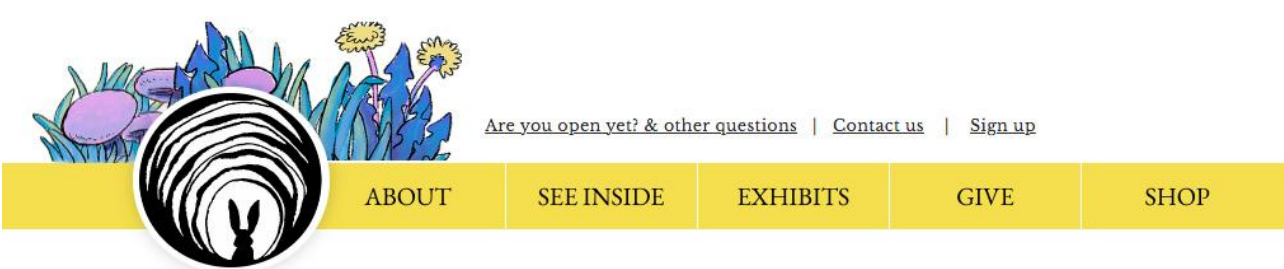 Are you open yet? & other questions | Contact us | Sign up
ABOUT SEE INSIDE EXHIBITS GIVE SHOP